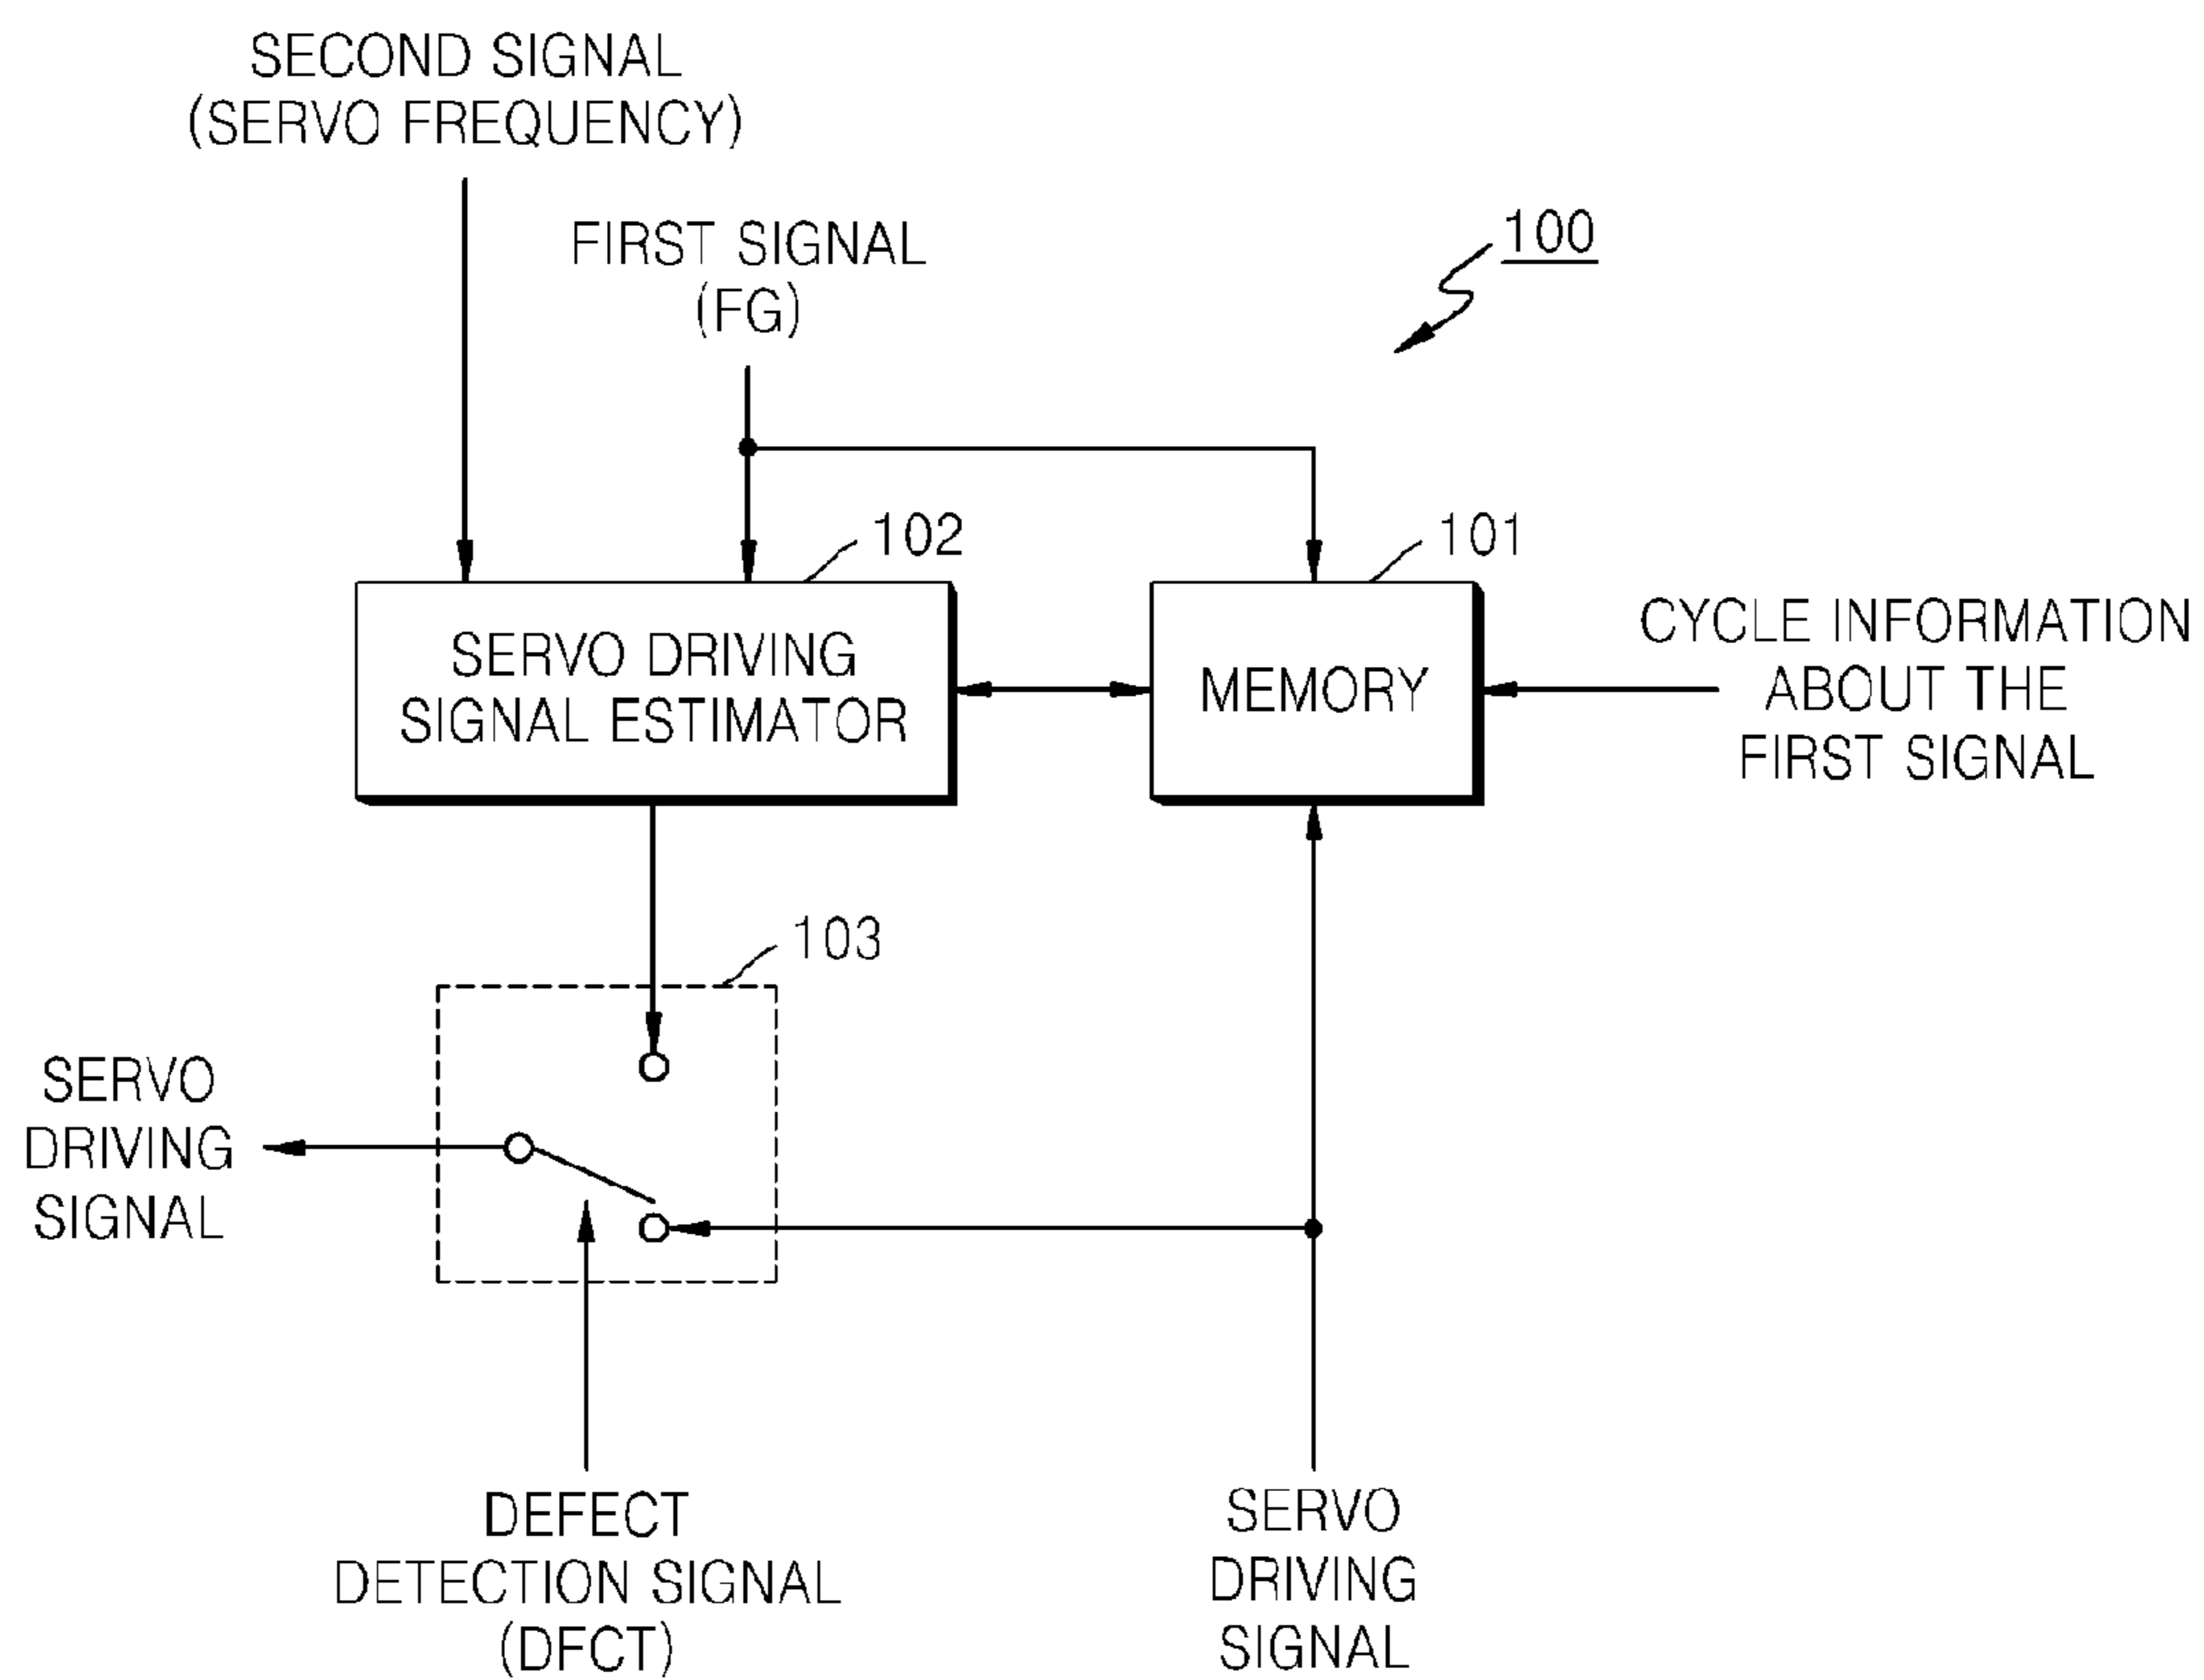 SECOND SIGNAL
(SERVO FREQUENCY)
FIRST SIGNAL
(FG)
100
102
101
SERVO DRIVING
SIGNAL ESTIMATOR
MEMORY
CYCLE INFORMATION
ABOUT THE
FIRST SIGNAL
103
SERVO
DRIVING
SIGNAL
DEFECT
DETECTION SIGNAL
(DFCT)
SERVO
DRIVING
SIGNAL